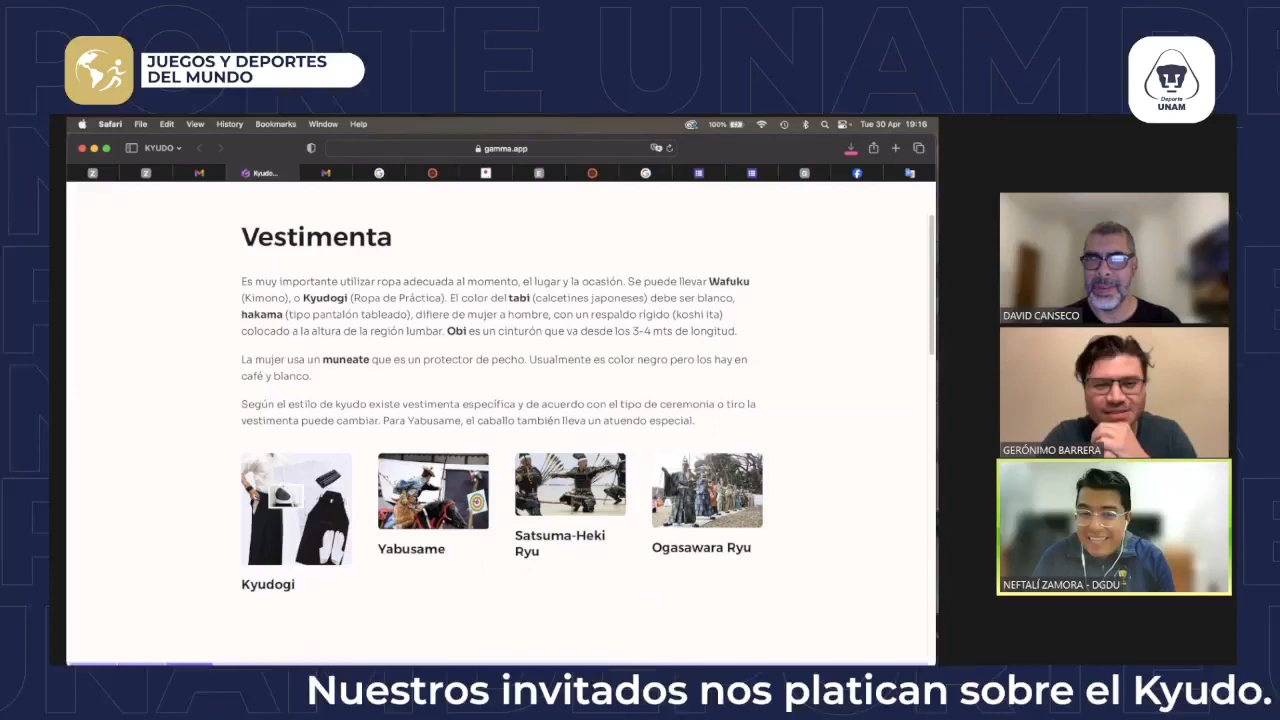 JUEGOS Y DEPORTES
DEL MUNDO
Deporte
UNAM
Safari File Edit View History Bookmarks Window Help
100% Tue 30 Apr 19:16
KYUDO
gamma.app
Kyudo...
Vestimenta
Es muy importante utilizar ropa adecuada al momento, el lugar y la ocasión. Se puede llevar Wafuku
(Kimono), o Kyudogi (Ropa de Práctica). El color del tabi (calcetines japoneses) debe ser blanco,
hakama (tipo pantalón tableado), difiere de mujer a hombre, con un respaldo rígido (koshi ita)
colocado a la altura de la región lumbar. Obi es un cinturón que va desde los 3-4 mts de longitud.
La mujer usa un muneate que es un protector de pecho. Usualmente es color negro pero los hay en
café y blanco.
Según el estilo de kyudo existe vestimenta específica y de acuerdo con el tipo de ceremonia o tiro la
vestimenta puede cambiar. Para Yabusame, el caballo también lleva un atuendo especial.
Kyudogi
Yabusame
Satsuma-Heki
Ryu
Ogasawara Ryu
DAVID CANSECO
GERÓNIMO BARRERA
NEFTALÍ ZAMORA - DGDU
Nuestros invitados nos platican sobre el Kyudo.